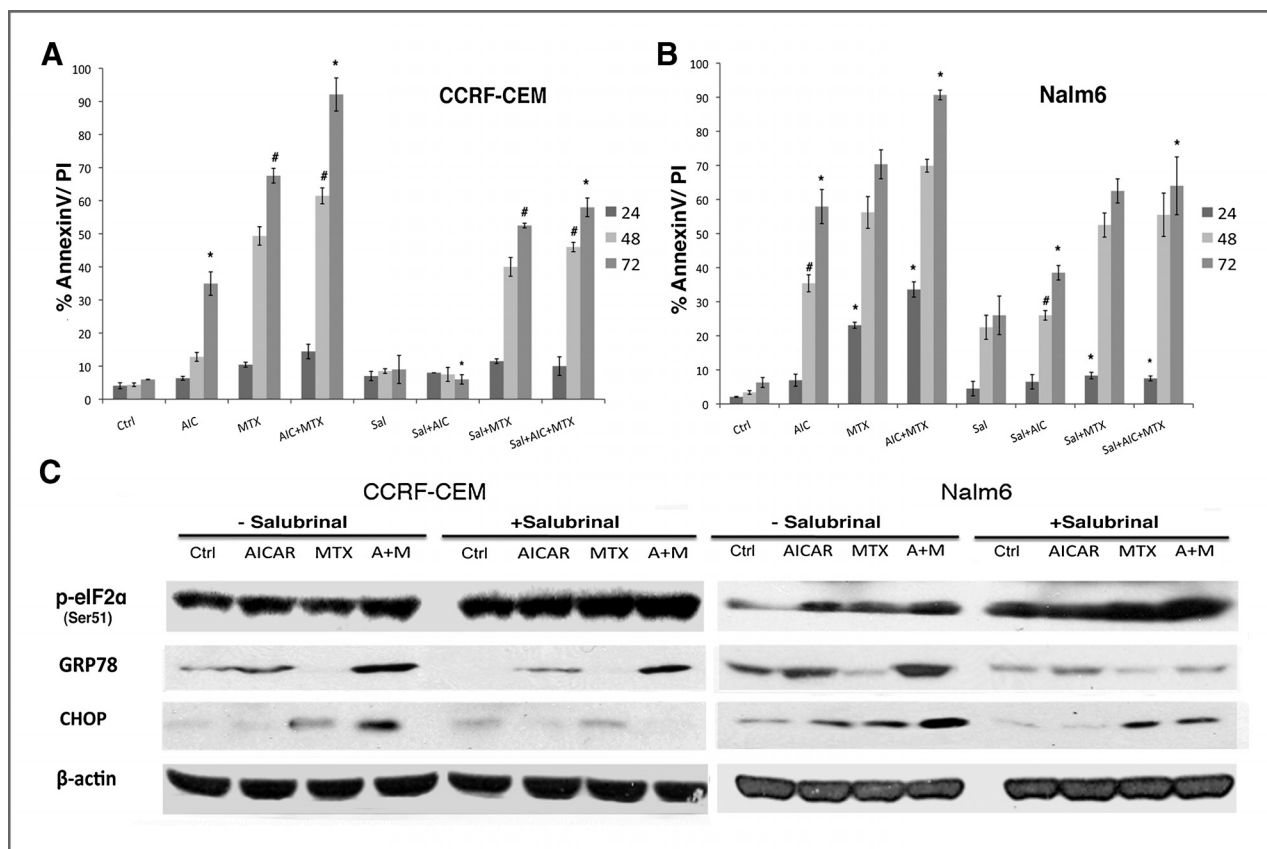 A
B
CCRF-CEM
Nalm6
% AnnexinV/ PI
100
90
80
70
60
50
40
30
20
10
0
* # # * # # *
*
24
48
72
Ctrl AIC MTX AIC+MTX Sal Sal+AIC Sal+MTX Sal+AIC+MTX
% AnnexinV/ PI
100
90
80
70
60
50
40
30
20
10
0
# * * * * # * * * *
24
48
72
Ctrl AIC MTX AIC+MTX Sal Sal+AIC Sal+MTX Sal+AIC+MTX
C
CCRF-CEM Nalm6
- Salubrinal +Salubrinal - Salubrinal +Salubrinal
Ctrl AICAR MTX A+M Ctrl AICAR MTX A+M Ctrl AICAR MTX A+M Ctrl AICAR MTX A+M
p-eIF2α
(Ser51)
GRP78
CHOP
β-actin